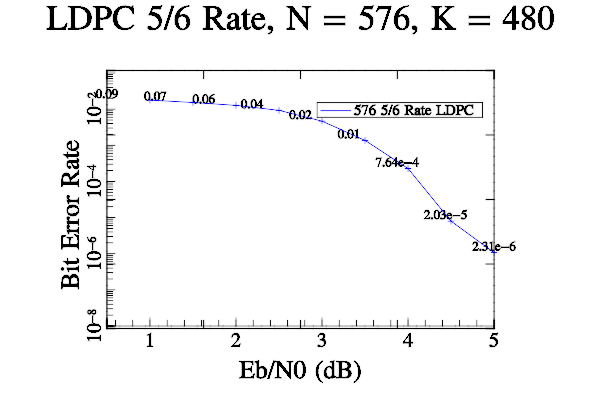 LDPC 5/6 Rate, N = 576, K = 480
0.09
0.07
0.06
0.04
0.02
0.01
7.64e−4
2.03e−5
2.31e−6
576 5/6 Rate LDPC
Bit Error Rate
10−2
10−4
10−6
10−8
1 2 3 4 5
Eb/N0 (dB)